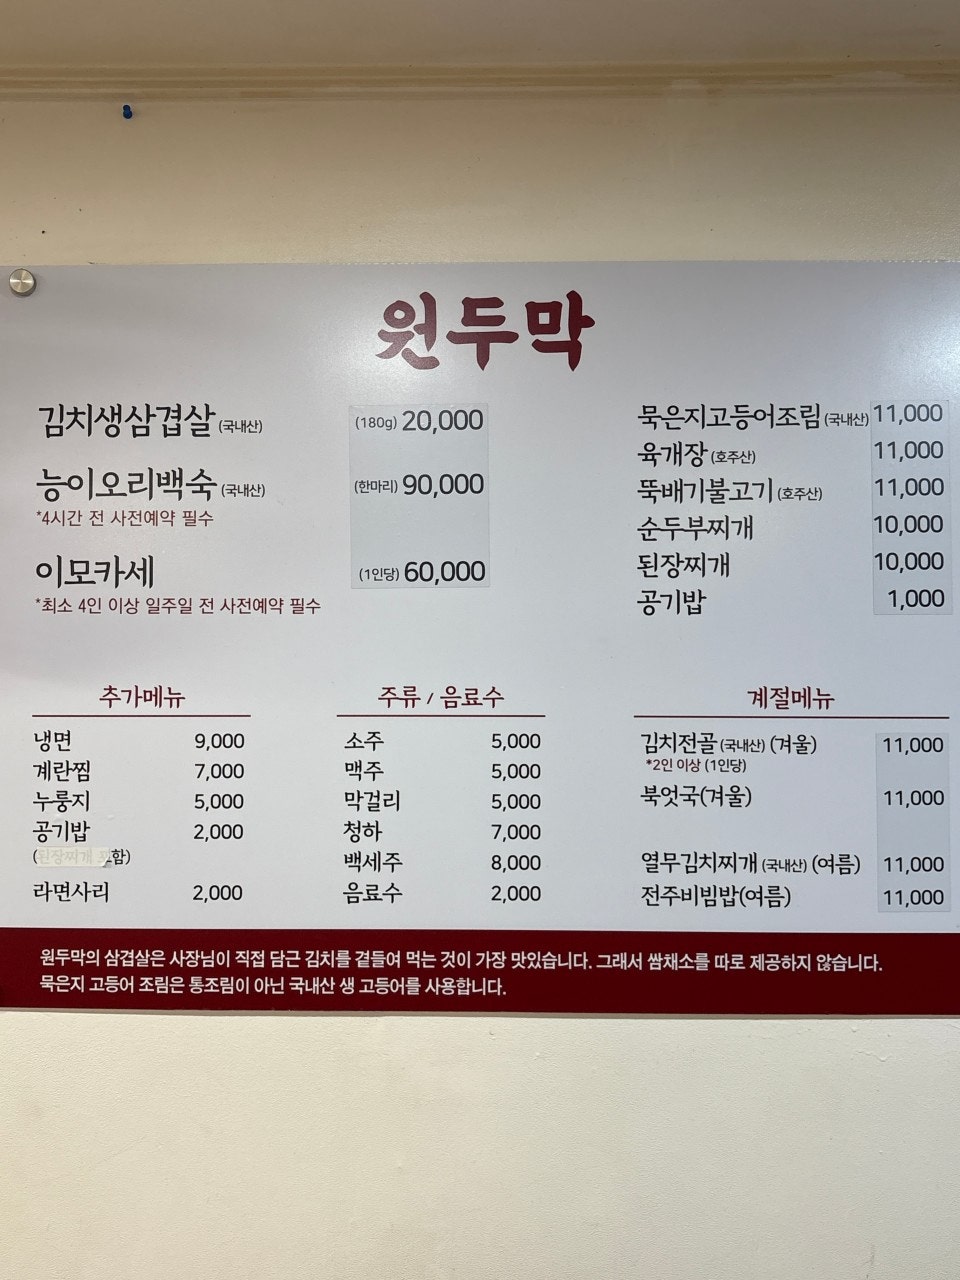 원두막
김치생삼겹살 (국내산) (180g) 20,000
능이오리백숙 (국내산) (한마리) 90,000
*4시간 전 사전예약 필수
이모카세 (1인당) 60,000
*최소 4인 이상 일주일 전 사전예약 필수
묵은지고등어조림 (국내산) 11,000
육개장 (호주산) 11,000
뚝배기불고기 (호주산) 11,000
순두부찌개 10,000
된장찌개 10,000
공기밥 1,000
추가메뉴
냉면 9,000
계란찜 7,000
누룽지 5,000
공기밥 2,000
(된장찌개 포함)
라면사리 2,000
주류 / 음료수
소주 5,000
맥주 5,000
막걸리 5,000
청하 7,000
백세주 8,000
음료수 2,000
계절메뉴
김치전골 (국내산) (겨울) 11,000
*2인 이상 (1인당)
북엇국(겨울) 11,000
열무김치찌개 (국내산) (여름) 11,000
전주비빔밥(여름) 11,000
원두막의 삼겹살은 사장님이 직접 담근 김치를 곁들여 먹는 것이 가장 맛있습니다. 그래서 쌈채소를 따로 제공하지 않습니다.
묵은지 고등어 조림은 통조림이 아닌 국내산 생 고등어를 사용합니다.